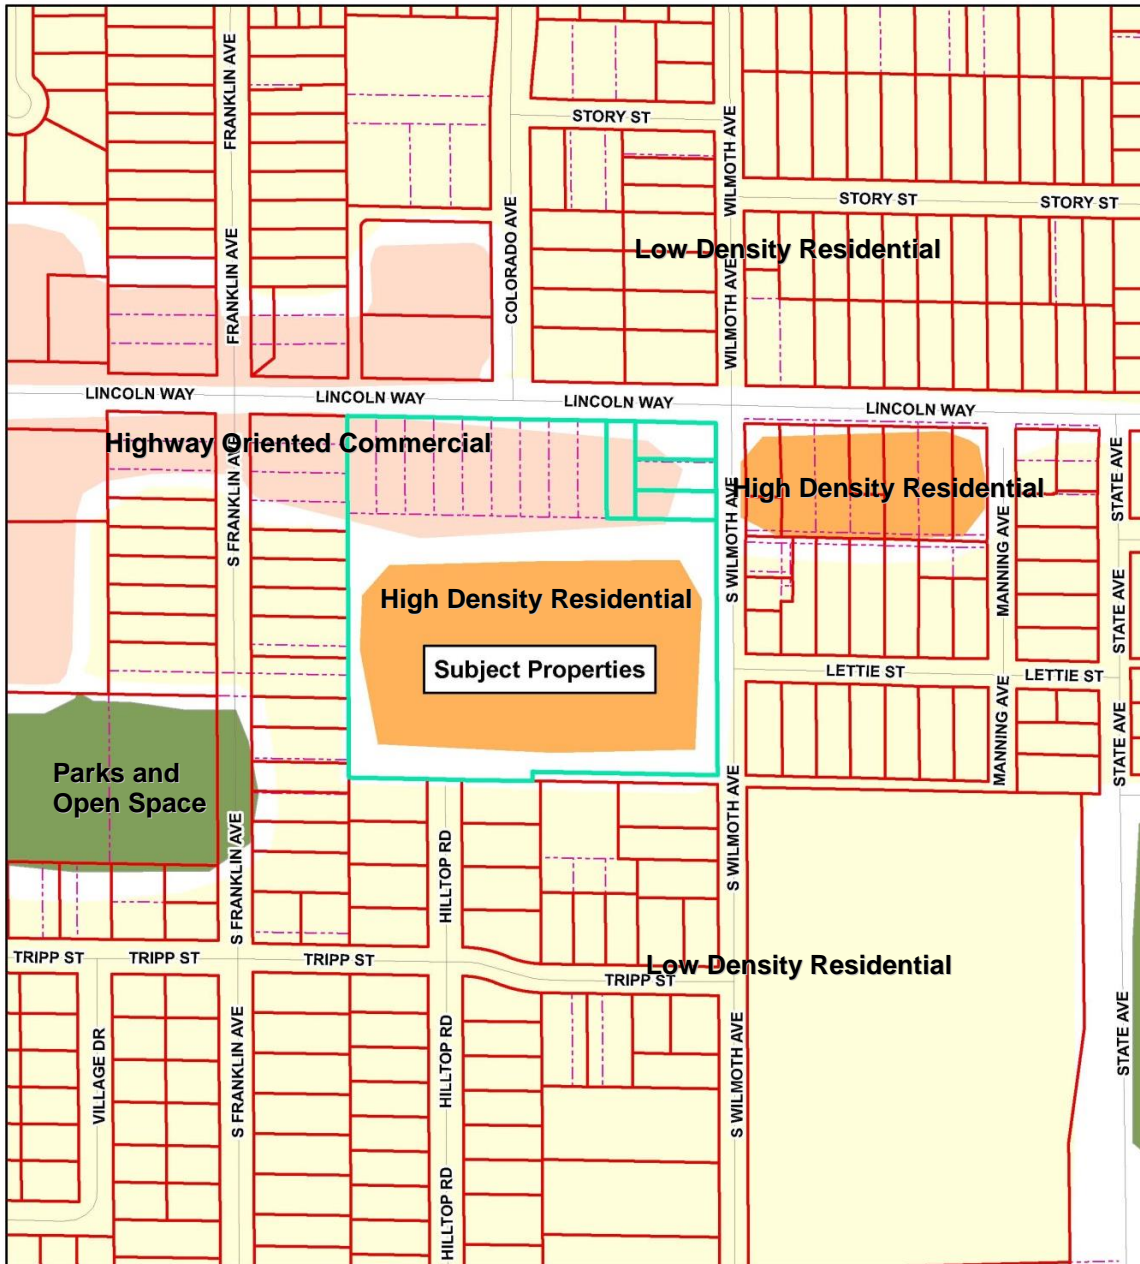 FRANKLIN AVE
STORY ST
WILMOTH AVE
STORY ST
STORY ST
FRANKLIN AVE
COLORADO AVE
Low Density Residential
WILMOTH AVE
LINCOLN WAY
LINCOLN WAY
LINCOLN WAY
LINCOLN WAY
Highway Oriented Commercial
S FRANKLIN AVE
High Density Residential
S WILMOTH AVE
STATE AVE
High Density Residential
MANNING AVE
STATE AVE
Subject Properties
LETTIE ST
LETTIE ST
MANNING AVE
STATE AVE
Parks and
Open Space
S FRANKLIN AVE
HILLTOP RD
S WILMOTH AVE
TRIPP ST
TRIPP ST
TRIPP ST
Low Density Residential
TRIPP ST
VILLAGE DR
S FRANKLIN AVE
HILLTOP RD
S WILMOTH AVE
STATE AVE
HILLTOP RD